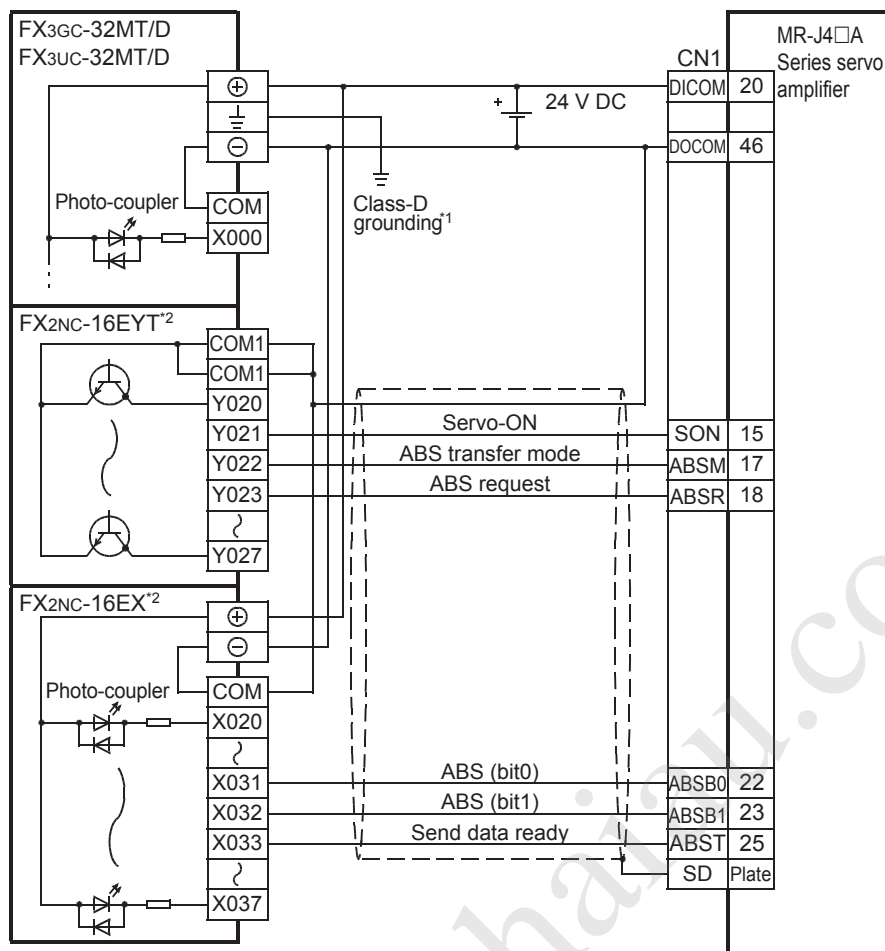 FX3GC-32MT/D
FX3UC-32MT/D
MR-J4□A
Series servo
amplifier
CN1
DICOM 20
24 V DC
+
DOCOM 46
Photo-coupler
COM
X000
Class-D
grounding*1
FX2NC-16EYT*2
COM1
COM1
Y020
Y021 Servo-ON SON 15
Y022 ABS transfer mode ABSM 17
Y023 ABS request ABSR 18
Y027
FX2NC-16EX*2
Photo-coupler
COM
X020
X031 ABS (bit0) ABSB0 22
X032 ABS (bit1) ABSB1 23
X033 Send data ready ABST 25
SD Plate
X037